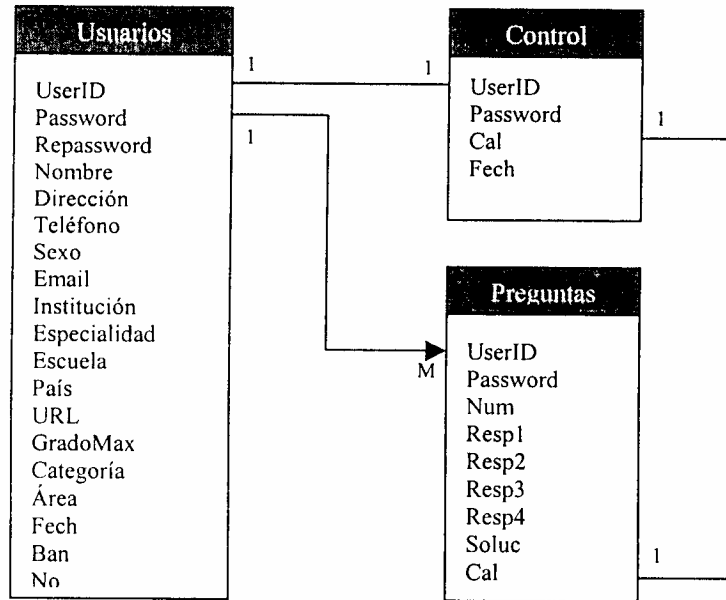 Usuarios
UserID
Password
Repassword
Nombre
Dirección
Teléfono
Sexo
Email
Institución
Especialidad
Escuela
País
URL
GradoMax
Categoría
Área
Fech
Ban
No
1
1
1
M
Control
UserID
Password
Cal
Fech
1
Preguntas
UserID
Password
Num
Resp1
Resp2
Resp3
Resp4
Soluc
Cal
1